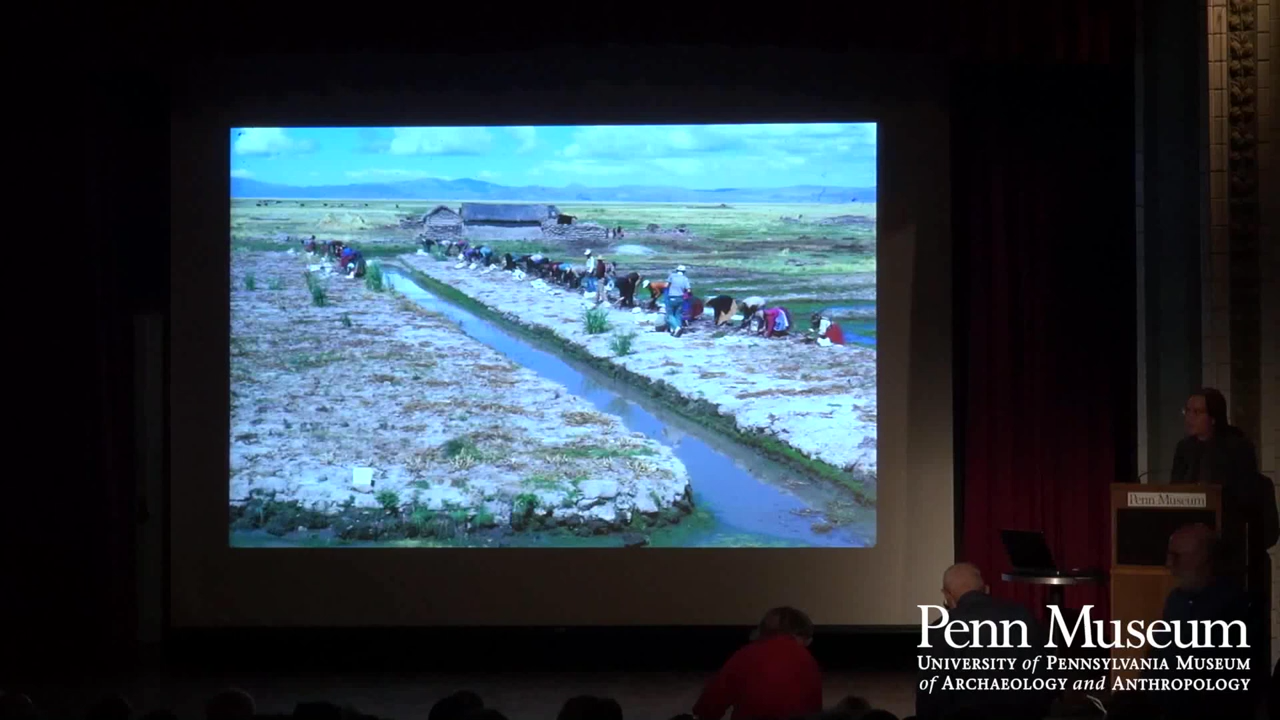 Penn Museum
Penn Museum
University of Pennsylvania Museum
of Archaeology and Anthropology